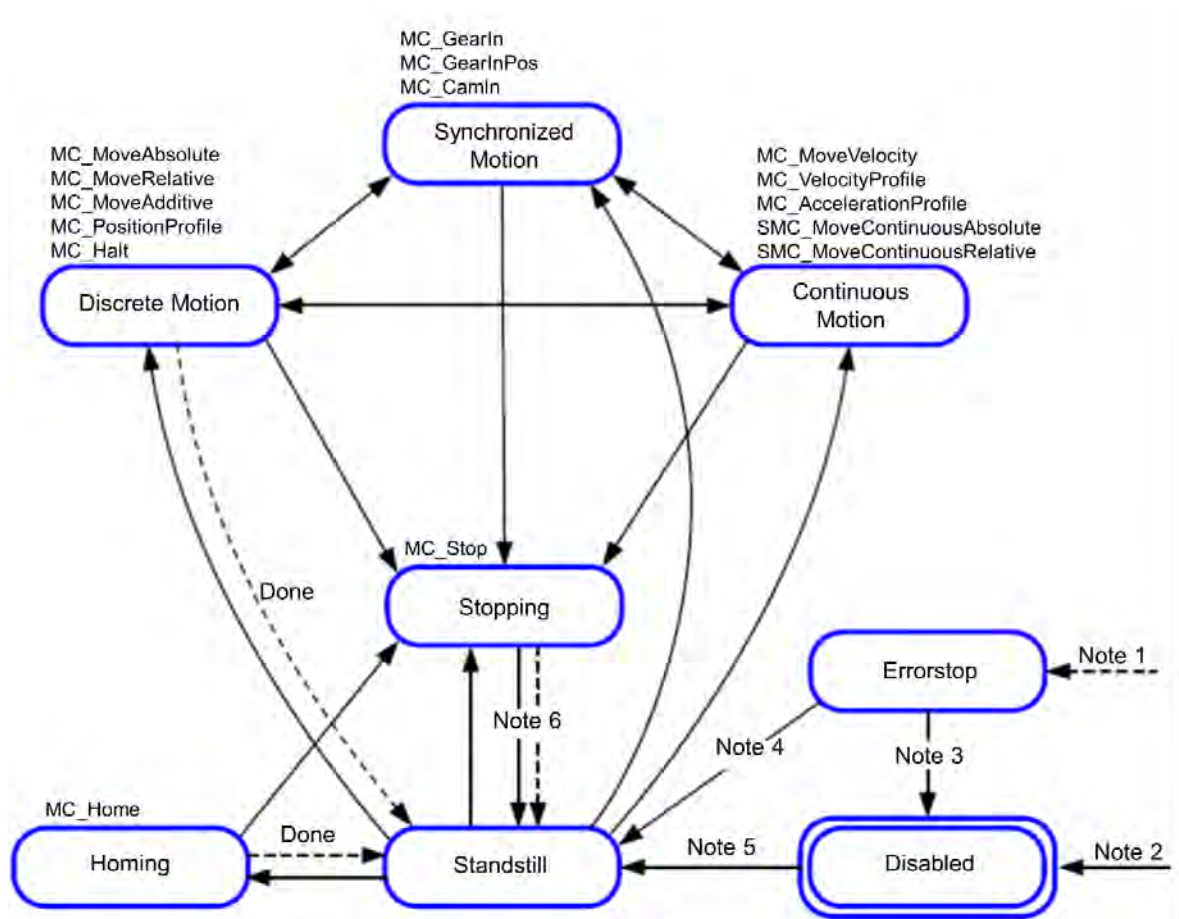 MC_GearIn
MC_GearInPos
MC_CamIn
Synchronized
Motion
MC_MoveAbsolute
MC_MoveRelative
MC_MoveAdditive
MC_PositionProfile
MC_Halt
Discrete Motion
MC_MoveVelocity
MC_VelocityProfile
MC_AccelerationProfile
SMC_MoveContinuousAbsolute
SMC_MoveContinuousRelative
Continuous
Motion
MC_Stop
Stopping
Done
Errorstop
Note 1
Note 6
Note 4
Note 3
MC_Home
Homing
Done
Standstill
Note 5
Disabled
Note 2